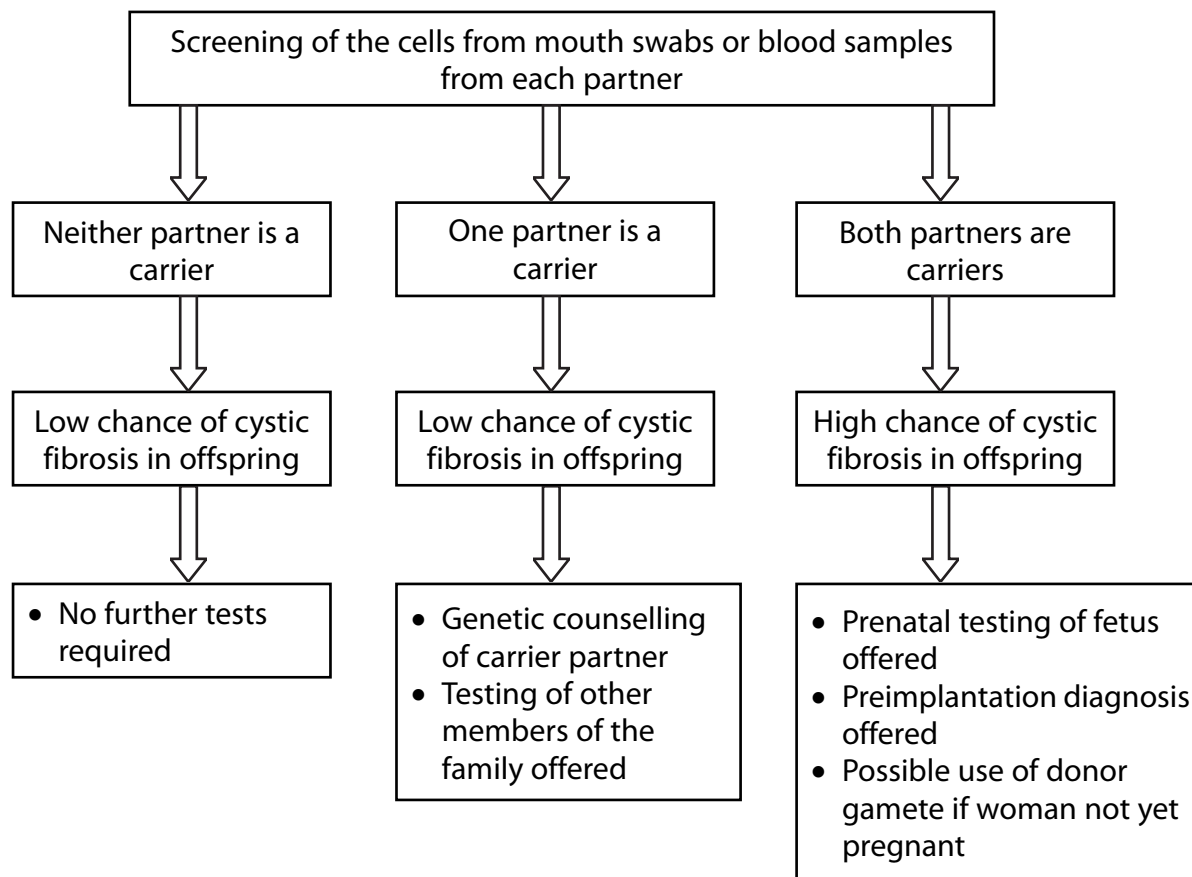 Screening of the cells from mouth swabs or blood samples
from each partner
Neither partner is a
carrier
One partner is a
carrier
Both partners are
carriers
Low chance of cystic
fibrosis in offspring
Low chance of cystic
fibrosis in offspring
High chance of cystic
fibrosis in offspring
• No further tests
required
• Genetic counselling
of carrier partner
• Testing of other
members of the
family offered
• Prenatal testing of fetus
offered
• Preimplantation diagnosis
offered
• Possible use of donor
gamete if woman not yet
pregnant